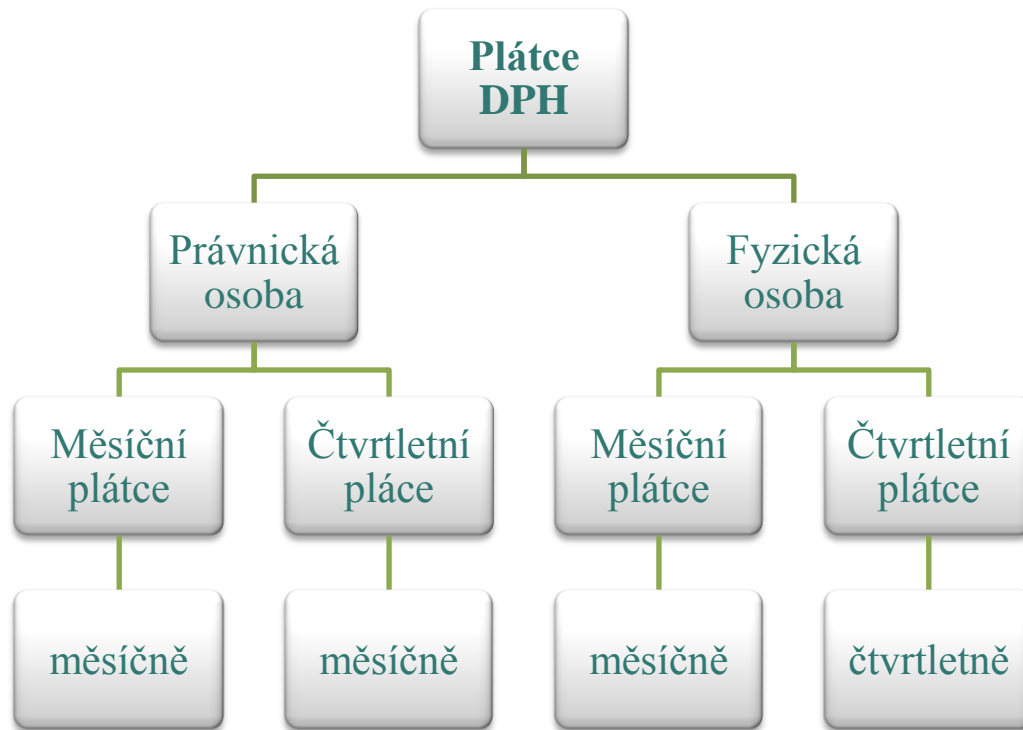 Plátce
DPH
Právnická
osoba
Fyzická
osoba
Měsíční
plátce
Čtvrtletní
pláce
Měsíční
plátce
Čtvrtletní
plátce
měsíčně
měsíčně
měsíčně
čtvrtletně